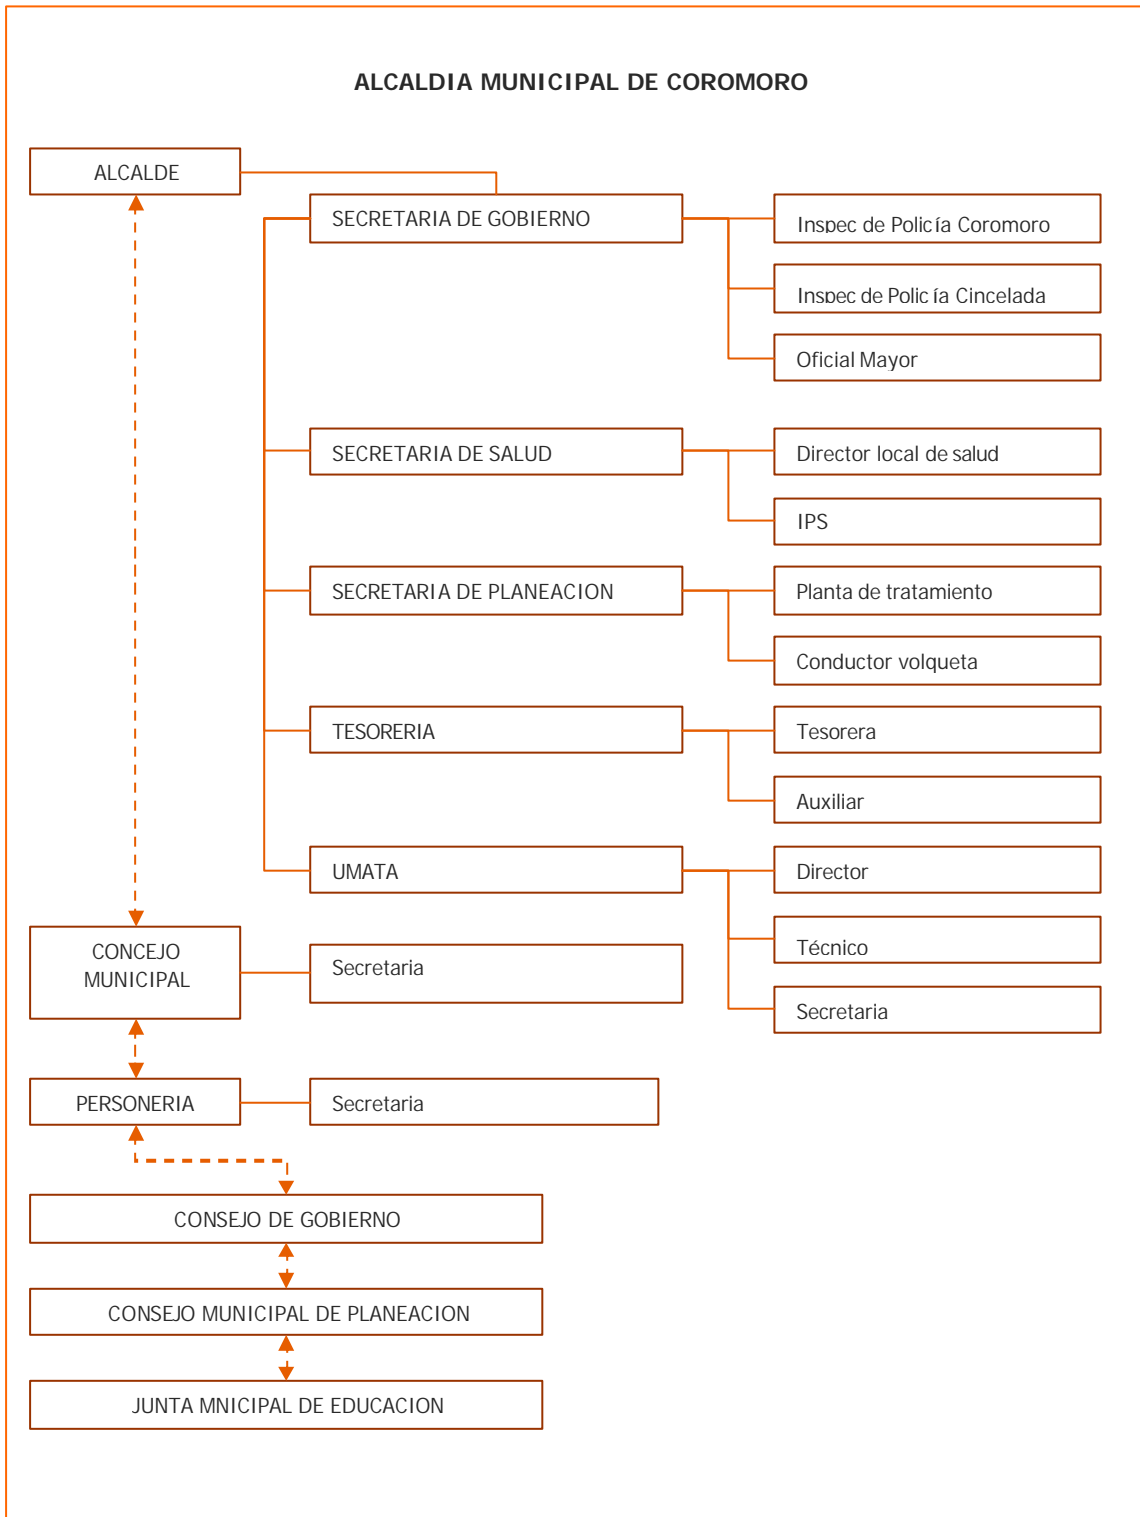 ALCALDIA MUNICIPAL DE COROMORO
ALCALDE
SECRETARIA DE GOBIERNO
Inspec de Policía Coromoro
Inspec de Policía Cincelada
Oficial Mayor
SECRETARIA DE SALUD
Director local de salud
IPS
SECRETARIA DE PLANEACION
Planta de tratamiento
Conductor volqueta
TESORERIA
Tesorera
Auxiliar
UMATA
Director
Técnico
Secretaria
CONCEJO
MUNICIPAL
Secretaria
PERSONERIA
Secretaria
CONSEJO DE GOBIERNO
CONSEJO MUNICIPAL DE PLANEACION
JUNTA MNICIPAL DE EDUCACION